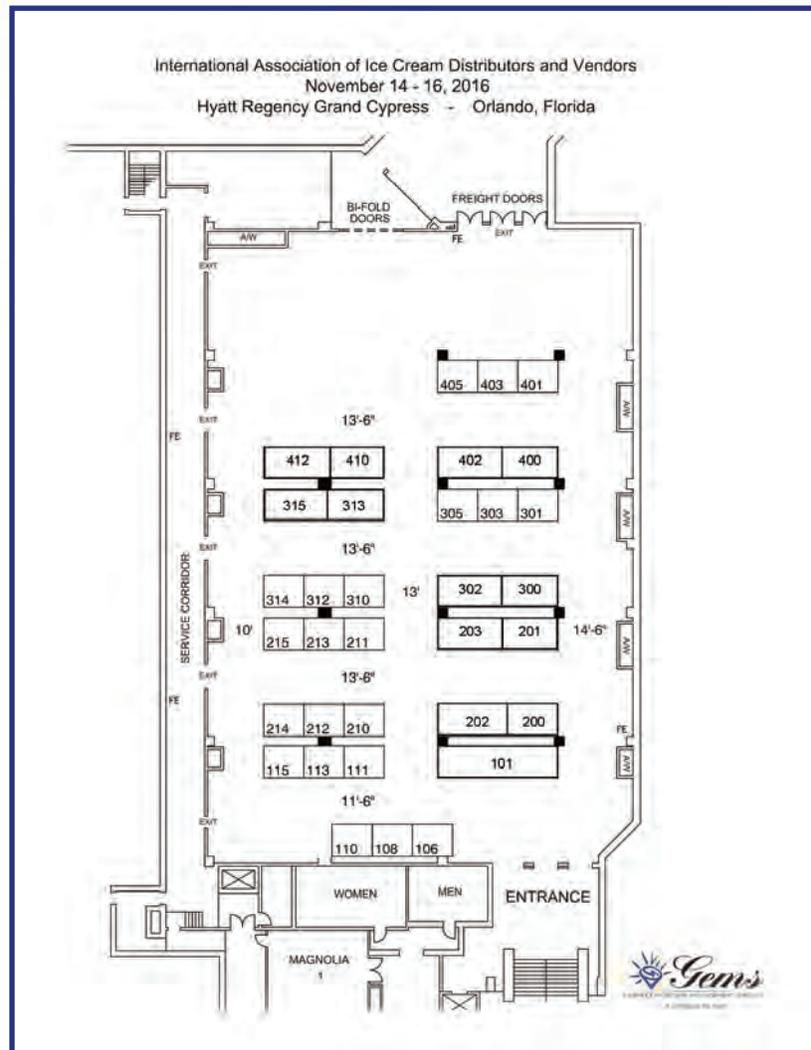 International Association of Ice Cream Distributors and Vendors
November 14 - 16, 2016
Hyatt Regency Grand Cypress - Orlando, Florida
BI-FOLD
DOORS
FREIGHT DOORS
A/W
FE
EXIT
EXIT
405 403 401
A/W
EXIT
13'-6"
FE
412 410
402 400
315 313
305 303 301
A/W
EXIT
13'-6"
SERVICE CORRIDOR
314 312 310
13'
302 300
10'
215 213 211
203 201
14'-6"
A/W
EXIT
13'-6"
FE
214 212 210
202 200
FE
115 113 111
101
A/W
11'-6"
EXIT
110 108 106
WOMEN
MEN
ENTRANCE
MAGNOLIA
1
Gems